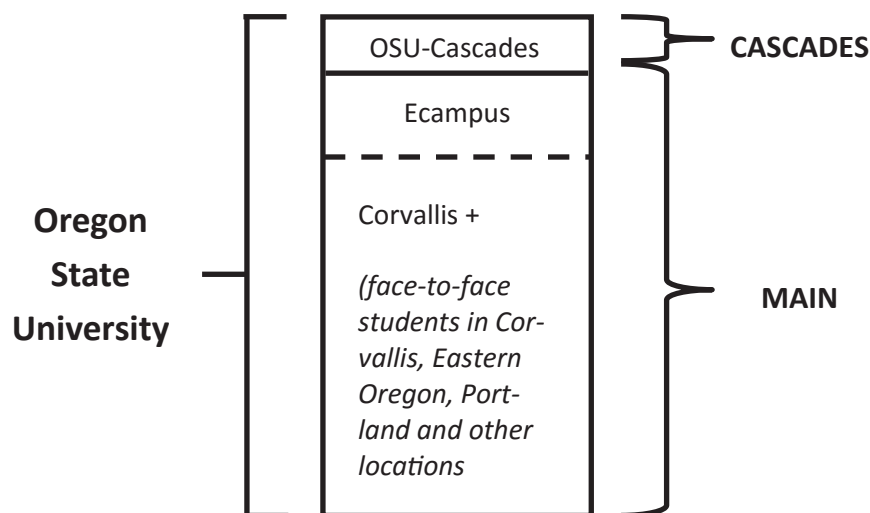 OSU-Cascades
CASCADES
Ecampus
Oregon
State
University
Corvallis +
(face-to-face
students in Cor-
vallis, Eastern
Oregon, Port-
land and other
locations
MAIN